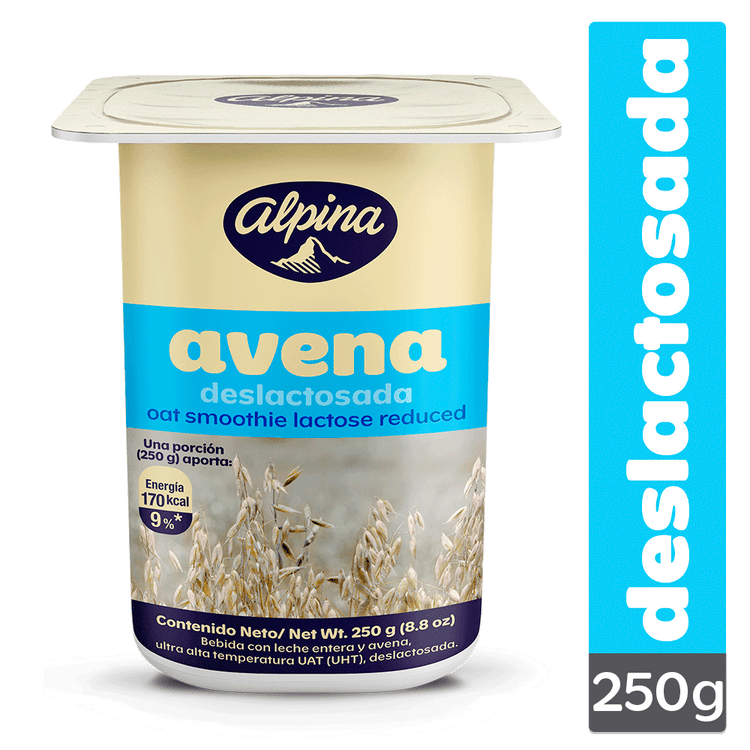 alpina
alpina
avena
deslactosada
oat smoothie lactose reduced
Una porción
(250 g) aporta:
Energía
170 kcal
9%*
Contenido Neto/ Net Wt. 250 g (8.8 oz)
Bebida con leche entera y avena,
ultra alta temperatura UAT (UHT), deslactosada.
deslactosada
250g